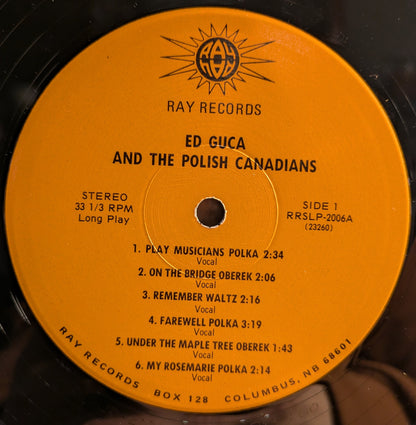 RAY
RAY RECORDS
ED GUCA
AND THE POLISH CANADIANS
STEREO
33 1/3 RPM
Long Play
SIDE 1
RRSLP-2006A
(23260)
1. PLAY MUSICIANS POLKA 2:34
Vocal
2. ON THE BRIDGE OBEREK 2:06
Vocal
3. REMEMBER WALTZ 2:16
Vocal
4. FAREWELL POLKA 3:19
Vocal
5. UNDER THE MAPLE TREE OBEREK 1:43
Vocal
6. MY ROSEMARIE POLKA 2:14
Vocal
RAY RECORDS BOX 128 COLUMBUS, NB 68601